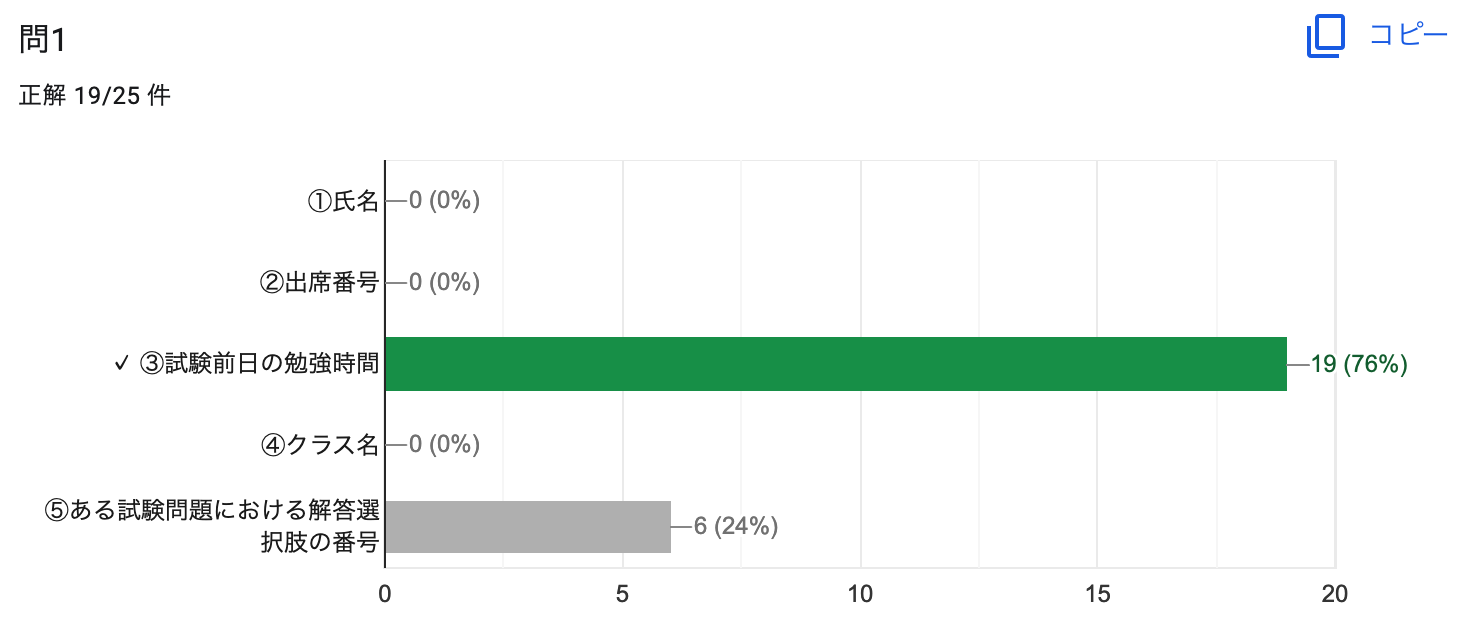 問1
コピー
正解 19/25 件
①氏名
0 (0%)
②出席番号
0 (0%)
✓ ③試験前日の勉強時間
19 (76%)
④クラス名
0 (0%)
⑤ある試験問題における解答選
択肢の番号
6 (24%)
0
5
10
15
20